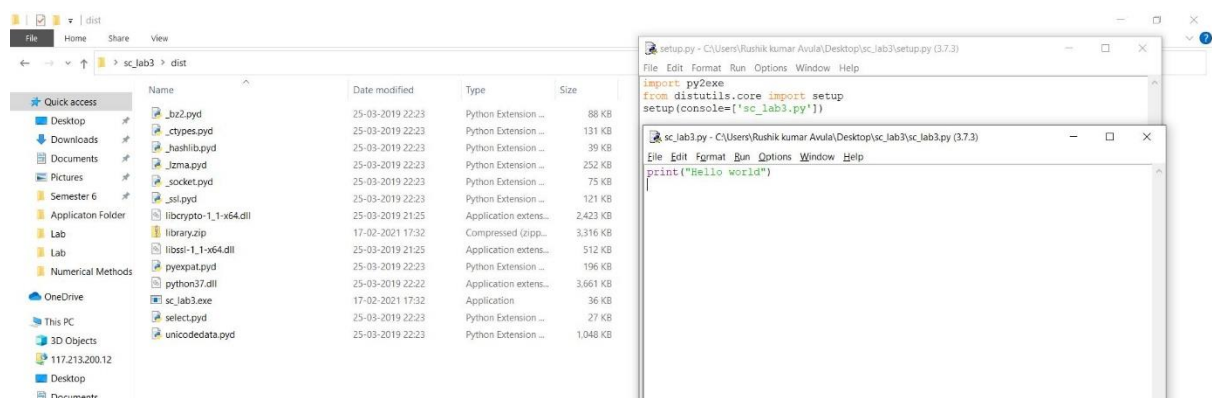 dist
File Home Share View
sc_lab3 > dist
Name Date modified Type Size
Quick access
Desktop
Downloads
Documents
Pictures
Semester 6
Applicaton Folder
Lab
Lab
Numerical Methods
OneDrive
This PC
3D Objects
117.213.200.12
Desktop
Documents
_bz2.pyd 25-03-2019 22:23 Python Extension ... 88 KB
_ctypes.pyd 25-03-2019 22:23 Python Extension ... 131 KB
_hashlib.pyd 25-03-2019 22:23 Python Extension ... 39 KB
_lzma.pyd 25-03-2019 22:23 Python Extension ... 252 KB
_socket.pyd 25-03-2019 22:23 Python Extension ... 75 KB
_ssl.pyd 25-03-2019 22:23 Python Extension ... 121 KB
libcrypto-1_1-x64.dll 25-03-2019 21:25 Application extens... 2,423 KB
library.zip 17-02-2021 17:32 Compressed (zipp... 3,316 KB
libssl-1_1-x64.dll 25-03-2019 21:25 Application extens... 512 KB
pyexpat.pyd 25-03-2019 22:23 Python Extension ... 196 KB
python37.dll 25-03-2019 22:22 Application extens... 3,661 KB
sc_lab3.exe 17-02-2021 17:32 Application 36 KB
select.pyd 25-03-2019 22:23 Python Extension ... 27 KB
unicodedata.pyd 25-03-2019 22:23 Python Extension ... 1,048 KB
setup.py - C:\Users\Rushik kumar Avula\Desktop\sc_lab3\setup.py (3.7.3)
File Edit Format Run Options Window Help
import py2exe
from distutils.core import setup
setup(console=['sc_lab3.py'])
sc_lab3.py - C:\Users\Rushik kumar Avula\Desktop\sc_lab3\sc_lab3.py (3.7.3)
File Edit Format Run Options Window Help
print("Hello world")